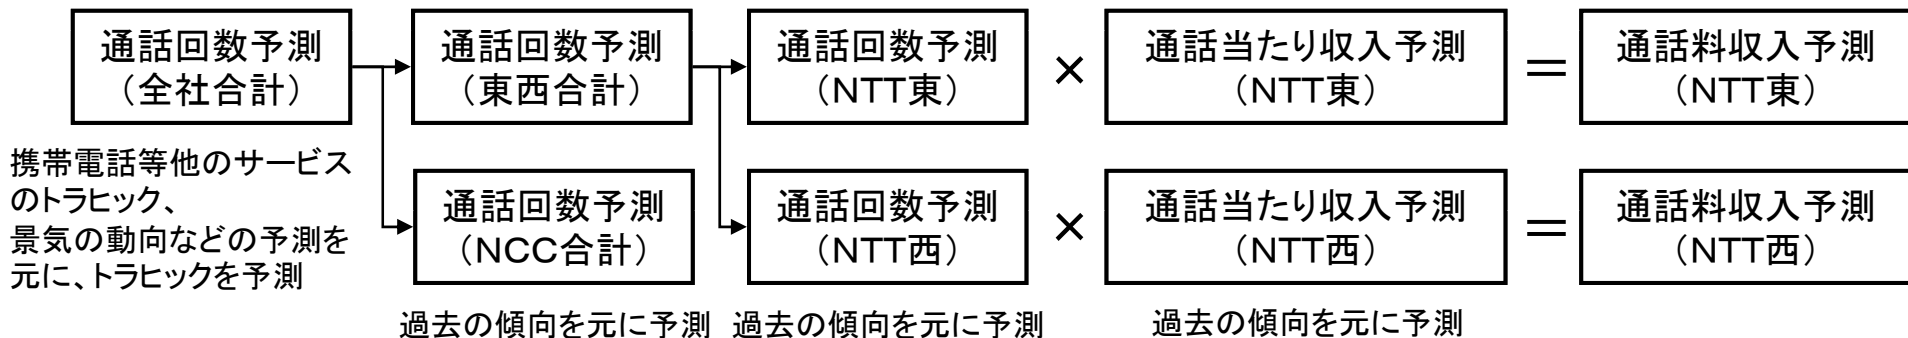 通話回数予測
（全社合計）
通話回数予測
（東西合計）
通話回数予測
（NTT東）
×
通話当たり収入予測
（NTT東）
＝
通話料収入予測
（NTT東）
携帯電話等他のサービス
のトラヒック、
景気の動向などの予測を
元に、トラヒックを予測
通話回数予測
（NCC合計）
通話回数予測
（NTT西）
×
通話当たり収入予測
（NTT西）
＝
通話料収入予測
（NTT西）
過去の傾向を元に予測
過去の傾向を元に予測
過去の傾向を元に予測